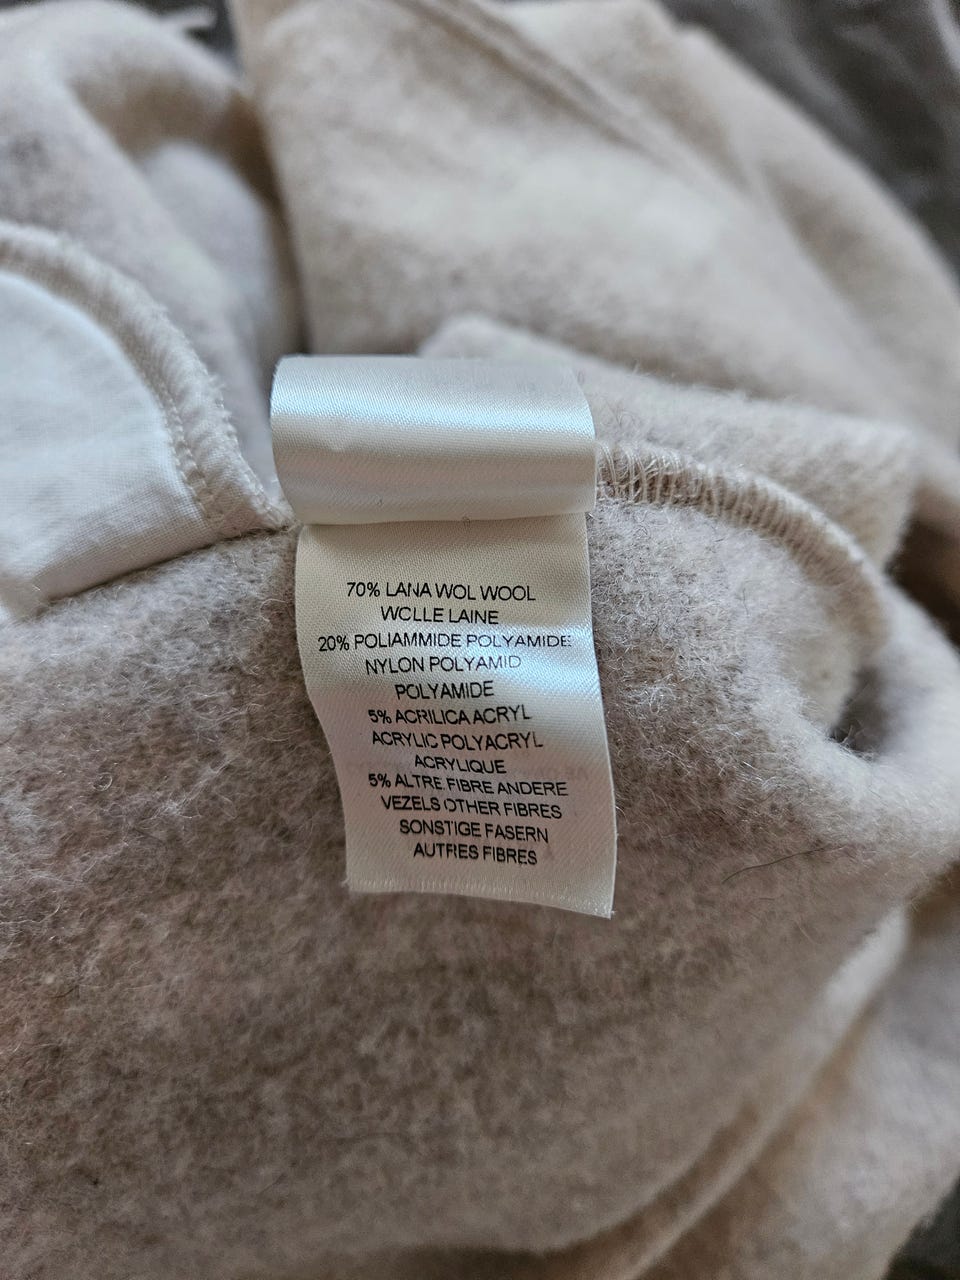 70% LANA WOL WOOL
WOLLE LAINE
20% POLIAMMIDE POLYAMIDE
NYLON POLYAMID
POLYAMIDE
5% ACRILICA ACRYL
ACRYLIC POLYACRYL
ACRYLIQUE
5% ALTRE FIBRE ANDERE
VEZELS OTHER FIBRES
SONSTIGE FASERN
AUTRES FIBRES